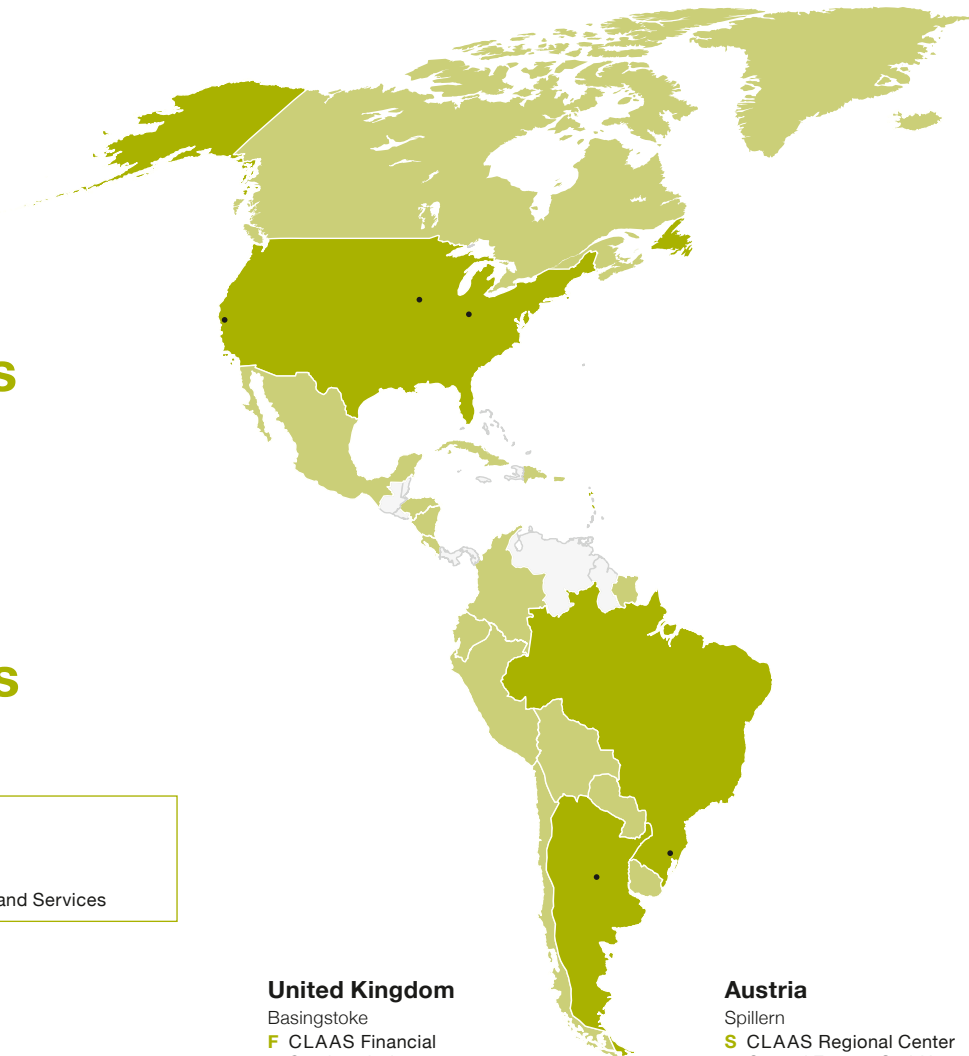 s
s
and Services
United Kingdom
Basingstoke
F CLAAS Financial
Austria
Spillern
S CLAAS Regional Center